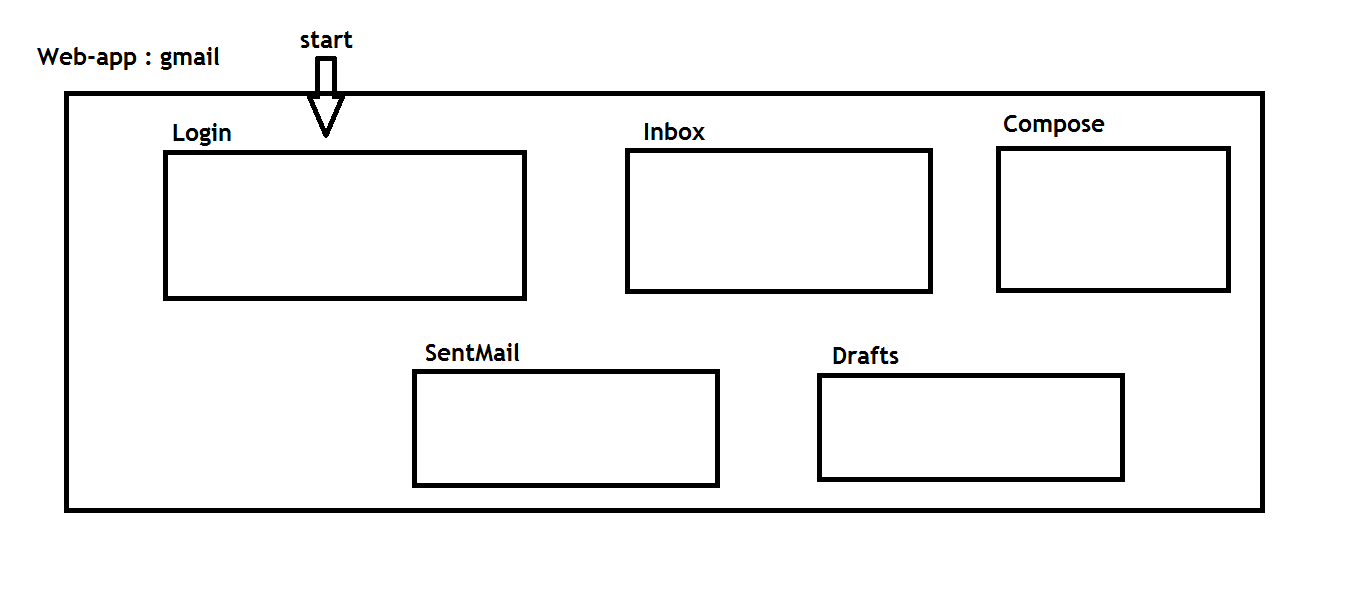 Web-app : gmail
start
Login
Inbox
Compose
SentMail
Drafts